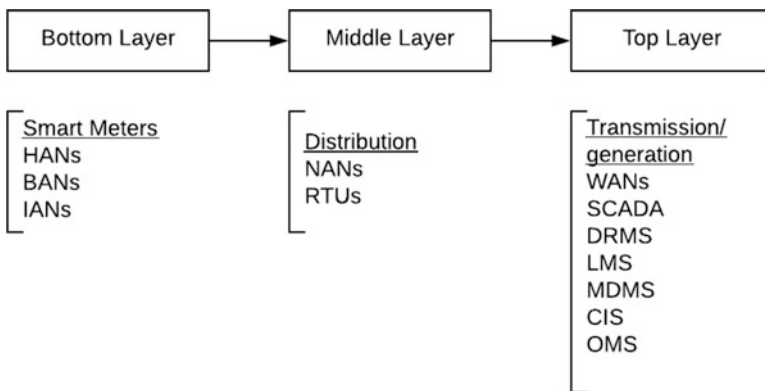 Bottom Layer
Middle Layer
Top Layer
Smart Meters
HANs
BANs
IANs
Distribution
NANs
RTUs
Transmission/
generation
WANs
SCADA
DRMS
LMS
MDMS
CIS
OMS